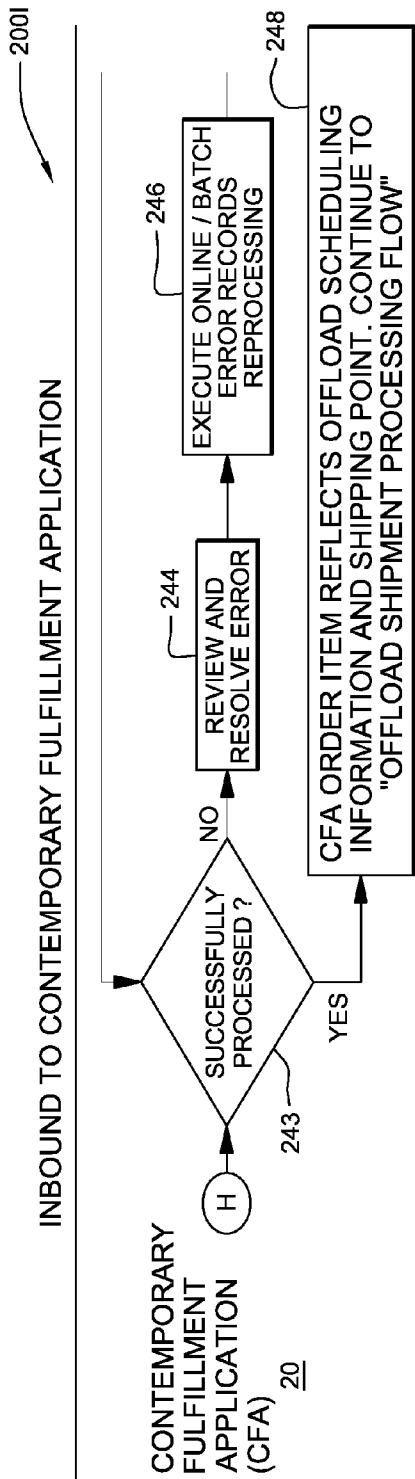 200I
INBOUND TO CONTEMPORARY FULFILLMENT APPLICATION
CONTEMPORARY
FULFILLMENT
APPLICATION
(CFA)
20
H
SUCCESSFULLY
PROCESSED ?
243
NO
YES
244
REVIEW AND
RESOLVE ERROR
246
EXECUTE ONLINE / BATCH
ERROR RECORDS
REPROCESSING
248
CFA ORDER ITEM REFLECTS OFFLOAD SCHEDULING
INFORMATION AND SHIPPING POINT. CONTINUE TO
"OFFLOAD SHIPMENT PROCESSING FLOW"